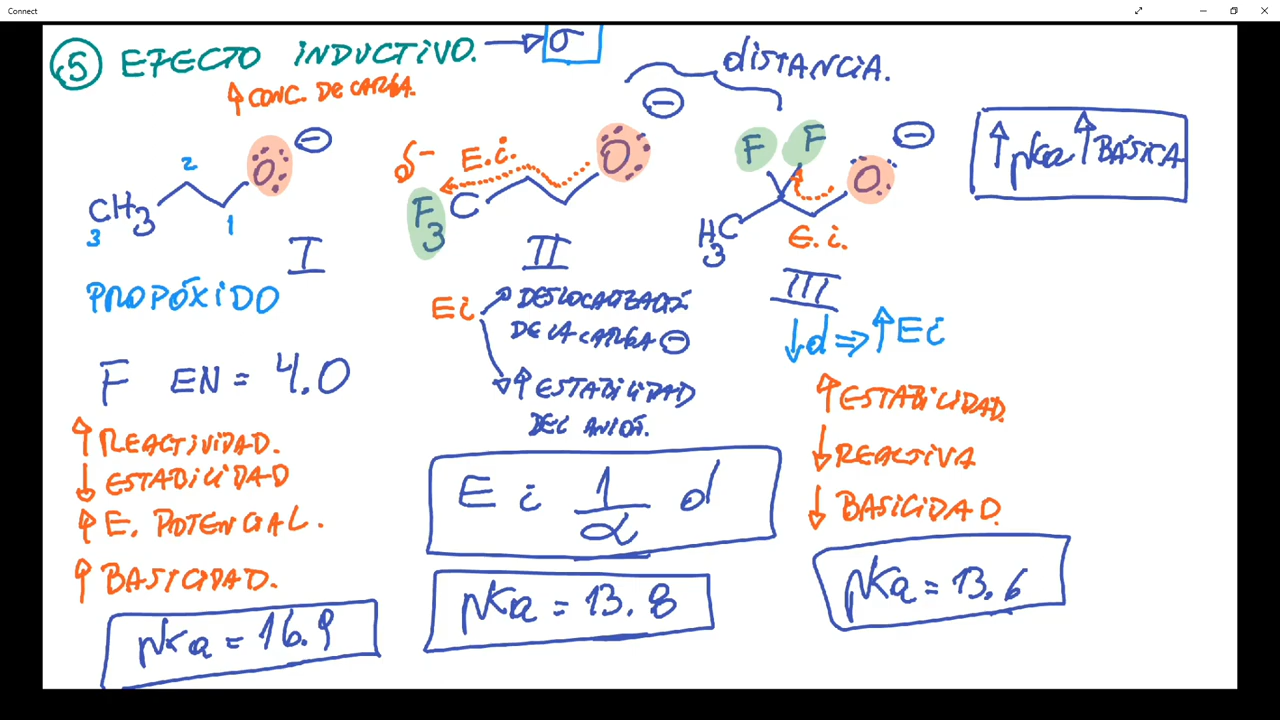 Connect
5 EFECTO INDUCTIVO. → σ
↑ CONC. DE CARGA.
DISTANCIA.
CH3 2 1 3 O ⊖
I
PROPÓXIDO
F EN = 4.0
↑ REACTIVIDAD.
↓ ESTABILIDAD
↑ E. POTENCIAL.
↑ BASICIDAD.
pKa = 16.9
δ- E.i. O ⊖
F3C
II
Ei DESLOCALIZACIÓN
DE LA CARGA ⊖
↑ ESTABILIDAD
DEL ANIÓN.
E i 1/α d
pKa = 13.8
F F O ⊖
H3C
E.i.
III
↓d => ↑Ei
↑ ESTABILIDAD.
↓ REACTIVA
↓ BASICIDAD.
pKa = 13.6
↑ pKa ↑ BÁSICA